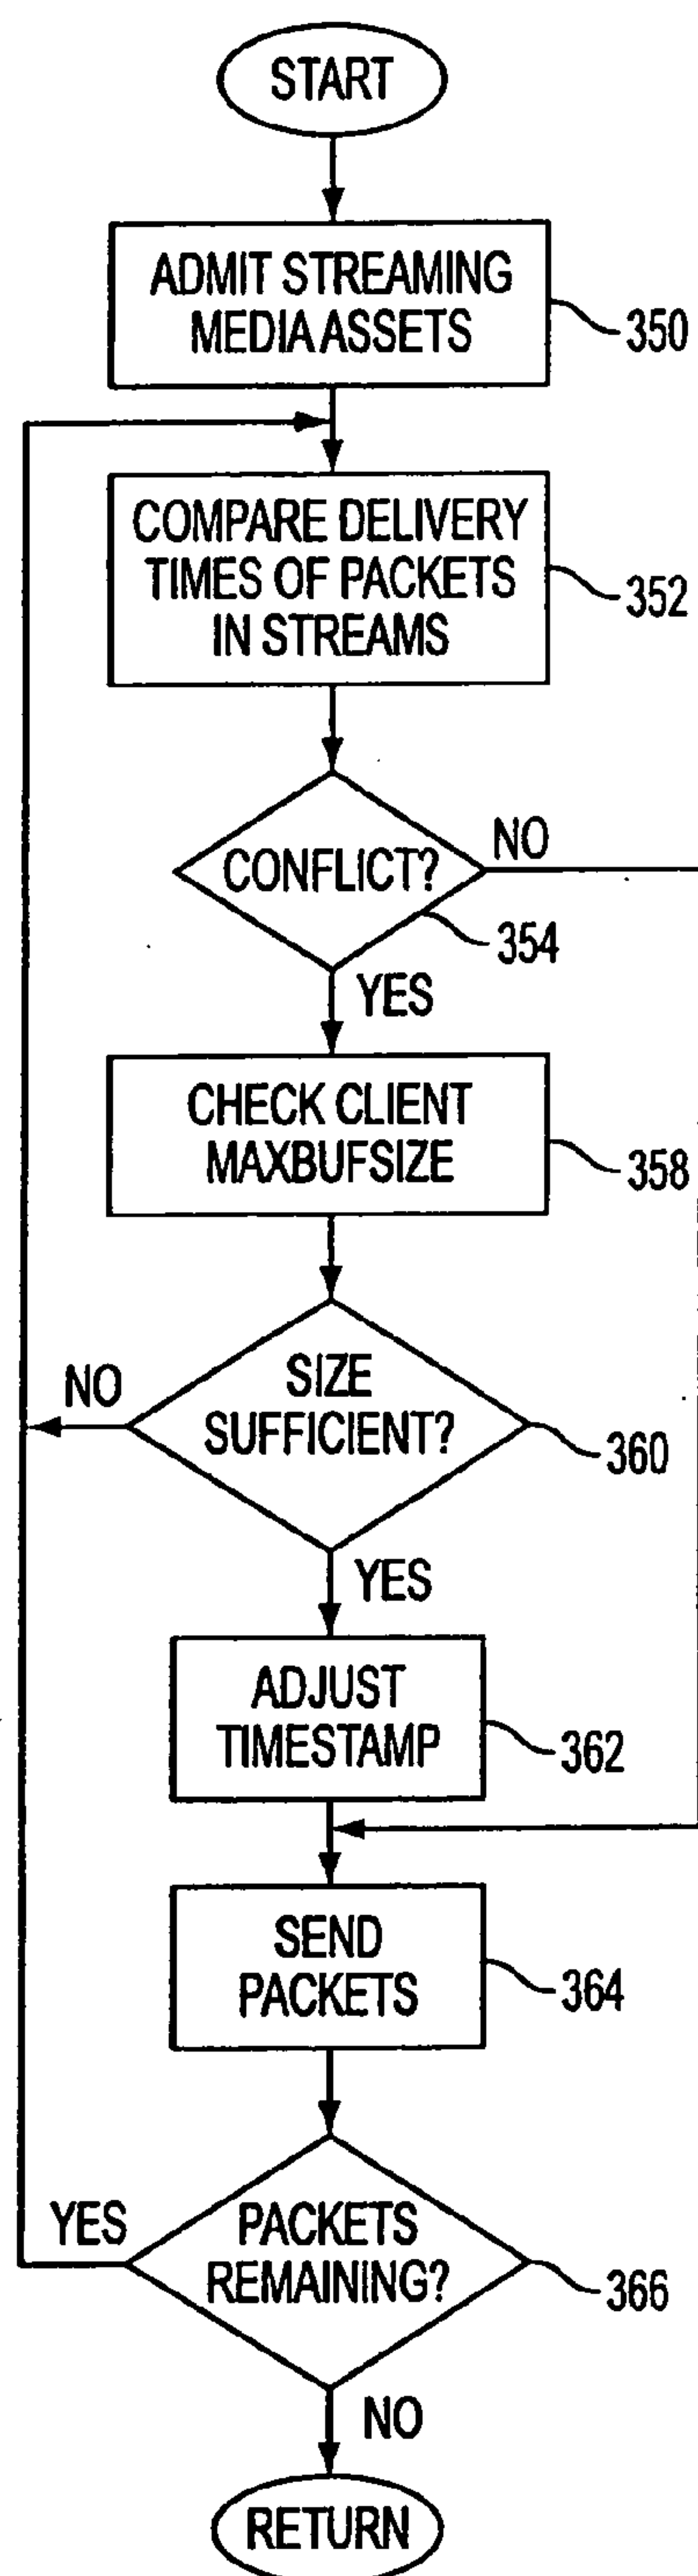 START
ADMIT STREAMING
MEDIA ASSETS
350
COMPARE DELIVERY
TIMES OF PACKETS
IN STREAMS
352
CONFLICT?
NO
354
YES
CHECK CLIENT
MAXBUFSIZE
358
NO
SIZE
SUFFICIENT?
360
YES
ADJUST
TIMESTAMP
362
SEND
PACKETS
364
YES
PACKETS
REMAINING?
366
NO
RETURN